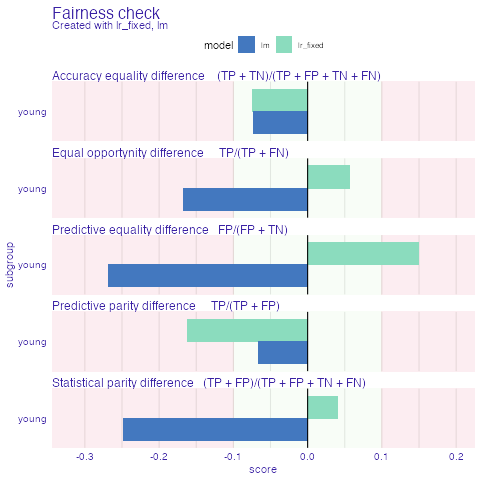 Fairness check
Created with lr_fixed, lm
model lm lr_fixed
Accuracy equality difference (TP + TN)/(TP + FP + TN + FN)
young
Equal opportynity difference TP/(TP + FN)
young
Predictive equality difference FP/(FP + TN)
young
subgroup
Predictive parity difference TP/(TP + FP)
young
Statistical parity difference (TP + FP)/(TP + FP + TN + FN)
young
-0.3 -0.2 -0.1 0.0 0.1 0.2
score